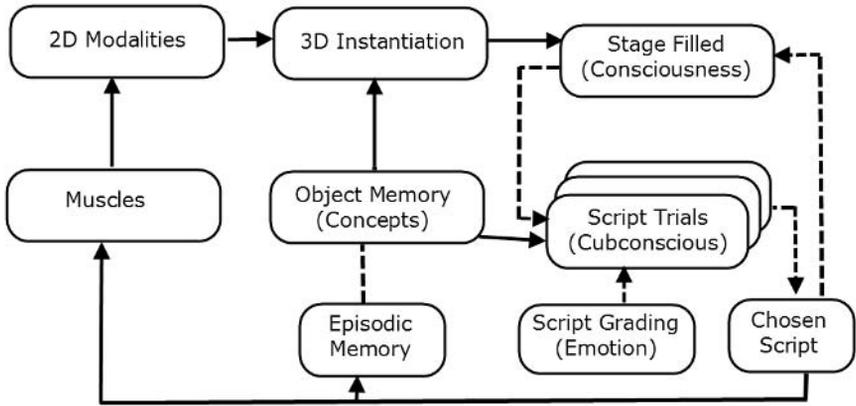 2D Modalities
3D Instantiation
Stage Filled
(Consciousness)
Muscles
Object Memory
(Concepts)
Script Trials
(Cubconscious)
Episodic
Memory
Script Grading
(Emotion)
Chosen
Script